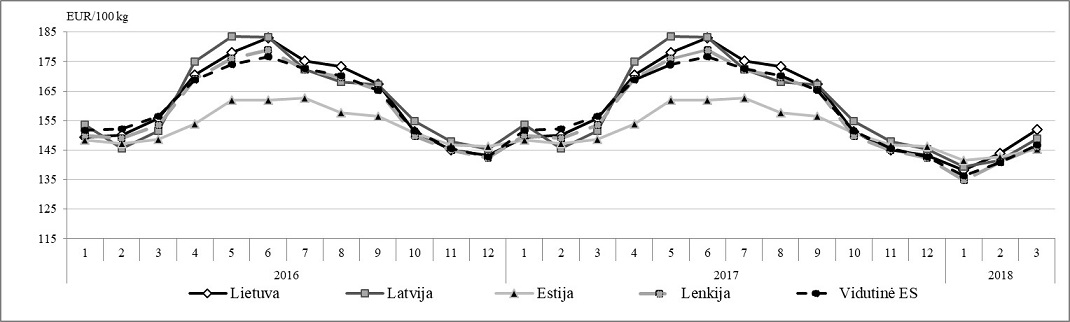 EUR/100 kg
185
175
165
155
145
135
125
115
1 2 3 4 5 6 7 8 9 10 11 12 1 2 3 4 5 6 7 8 9 10 11 12 1 2 3
2016 2017 2018
Lietuva Latvija Estija Lenkija Vidutinė ES